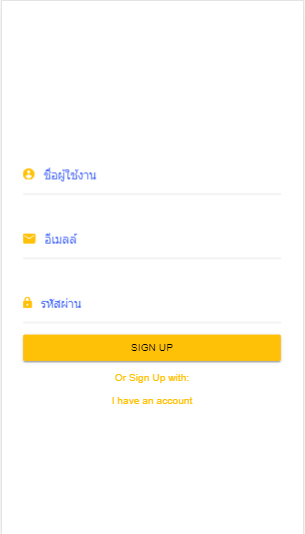 ชื่อผู้ใช้งาน
อีเมลล์
รหัสผ่าน
SIGN UP
Or Sign Up with:
I have an account